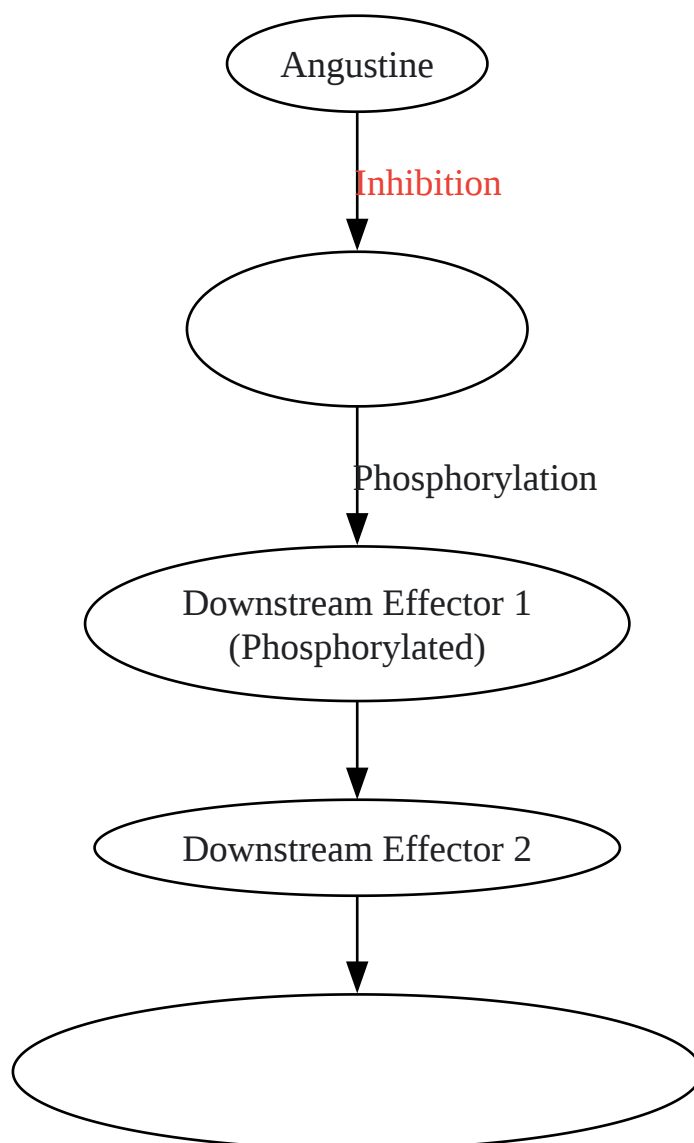 Angustine
Inhibition
Phosphorylation
Downstream Effector 1
(Phosphorylated)
Downstream Effector 2